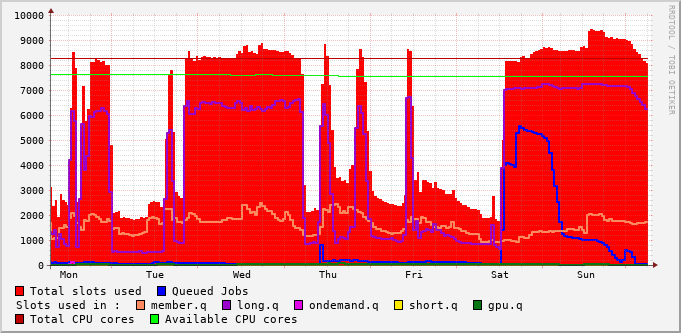 10000
9000
8000
7000
6000
5000
4000
3000
2000
1000
0
Mon Tue Wed Thu Fri Sat Sun
RRDTOOL / TOBI OETIKER
Total slots used Queued Jobs
Slots used in : member.q long.q ondemand.q short.q gpu.q
Total CPU cores Available CPU cores